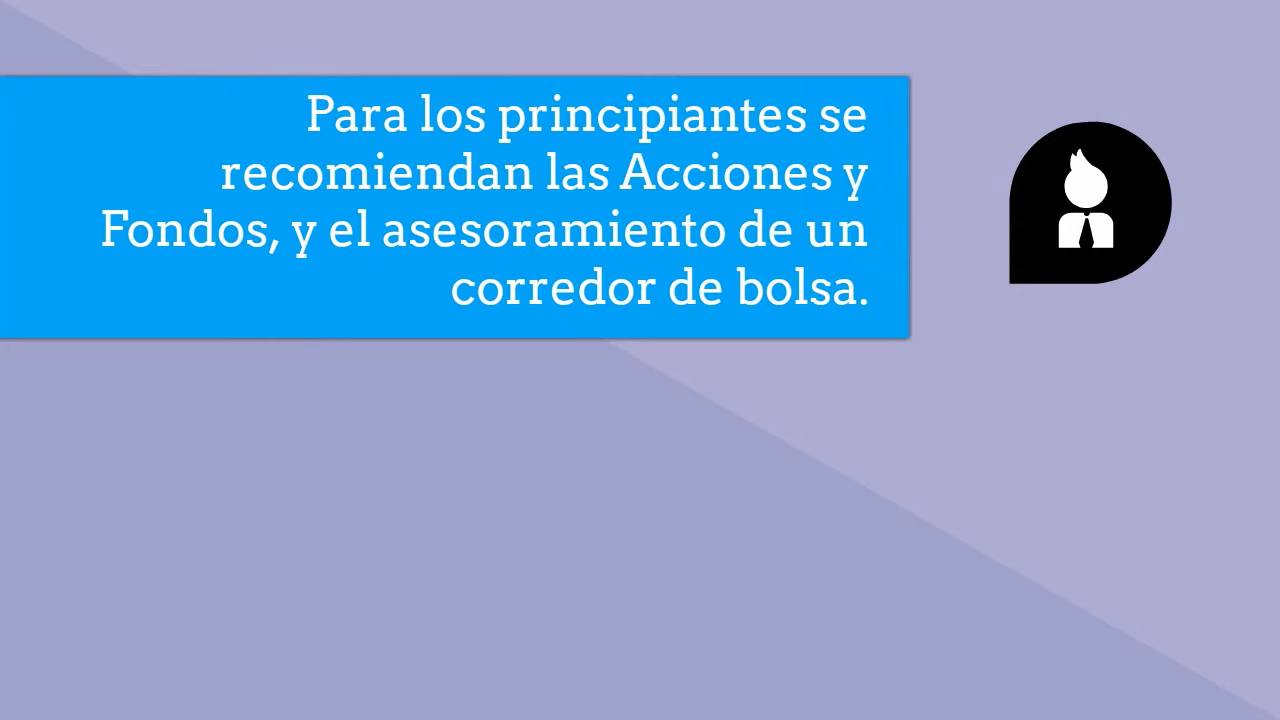 Para los principiantes se
recomiendan las Acciones y
Fondos, y el asesoramiento de un
corredor de bolsa.